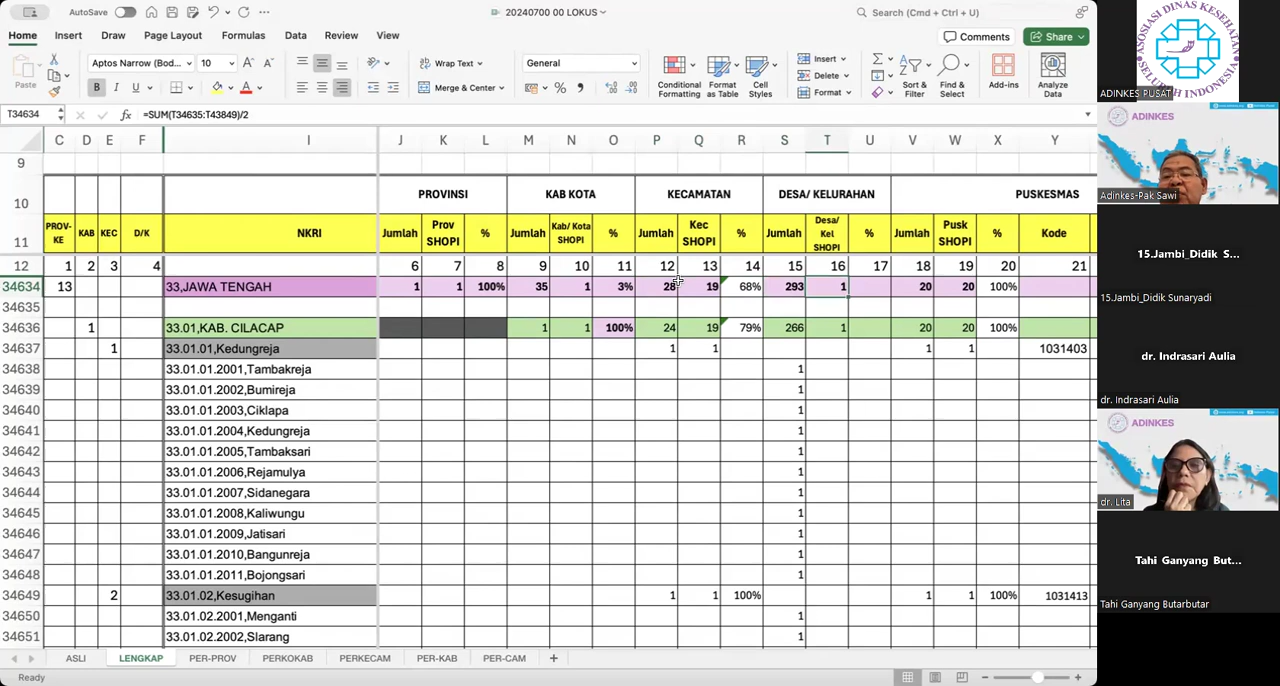 AutoSave
20240700 00 LOKUS
Search (Cmd + Ctrl + U)
Home Insert Draw Page Layout Formulas Data Review View
Comments Share
Paste
Aptos Narrow (Bod... 10
Wrap Text
General
B I U
Merge & Center
Conditional Formatting
Format as Table
Cell Styles
Insert
Delete
Format
Sort & Filter
Find & Select
Add-ins
Analyze Data
T34634 fx =SUM(T34635:T43849)/2
C D E F I J K L M N O P Q R S T U V W X Y
9
10 PROVINSI KAB KOTA KECAMATAN DESA/ KELURAHAN PUSKESMAS
11 PROV-KE KAB KEC D/K NKRI Jumlah Prov SHOPI % Jumlah Kab/ Kota SHOPI % Jumlah Kec SHOPI % Jumlah Desa/ Kel SHOPI % Jumlah Pusk SHOPI % Kode
12 1 2 3 4 6 7 8 9 10 11 12 13 14 15 16 17 18 19 20 21
34634 13 33,JAWA TENGAH 1 1 100% 35 1 3% 28 19 68% 293 1 20 20 100%
34635
34636 1 33.01,KAB. CILACAP 1 1 100% 24 19 79% 266 1 20 20 100%
34637 1 33.01.01,Kedungreja 1 1 1 1 1031403
34638 33.01.01.2001,Tambakreja 1
34639 33.01.01.2002,Bumireja 1
34640 33.01.01.2003,Ciklapa 1
34641 33.01.01.2004,Kedungreja 1
34642 33.01.01.2005,Tambaksari 1
34643 33.01.01.2006,Rejamulya 1
34644 33.01.01.2007,Sidanegara 1
34645 33.01.01.2008,Kaliwungu 1
34646 33.01.01.2009,Jatisari 1
34647 33.01.01.2010,Bangunreja 1
34648 33.01.01.2011,Bojongsari 1
34649 2 33.01.02,Kesugihan 1 1 100% 1 1 100% 1031413
34650 33.01.02.2001,Menganti 1
34651 33.01.02.2002,Slarang 1
ASLI LENGKAP PER-PROV PERKOKAB PERKECAM PER-KAB PER-CAM
Ready
ASOSIASI DINAS KESEHATAN
SELURUH INDONESIA
ADINKES PUSAT
ADINKES
Adinkes-Pak Sawi
15.Jambi_Didik S...
15.Jambi_Didik Sunaryadi
dr. Indrasari Aulia
dr. Indrasari Aulia
ADINKES
dr. Lita
Tahi Ganyang But...
Tahi Ganyang Butarbutar